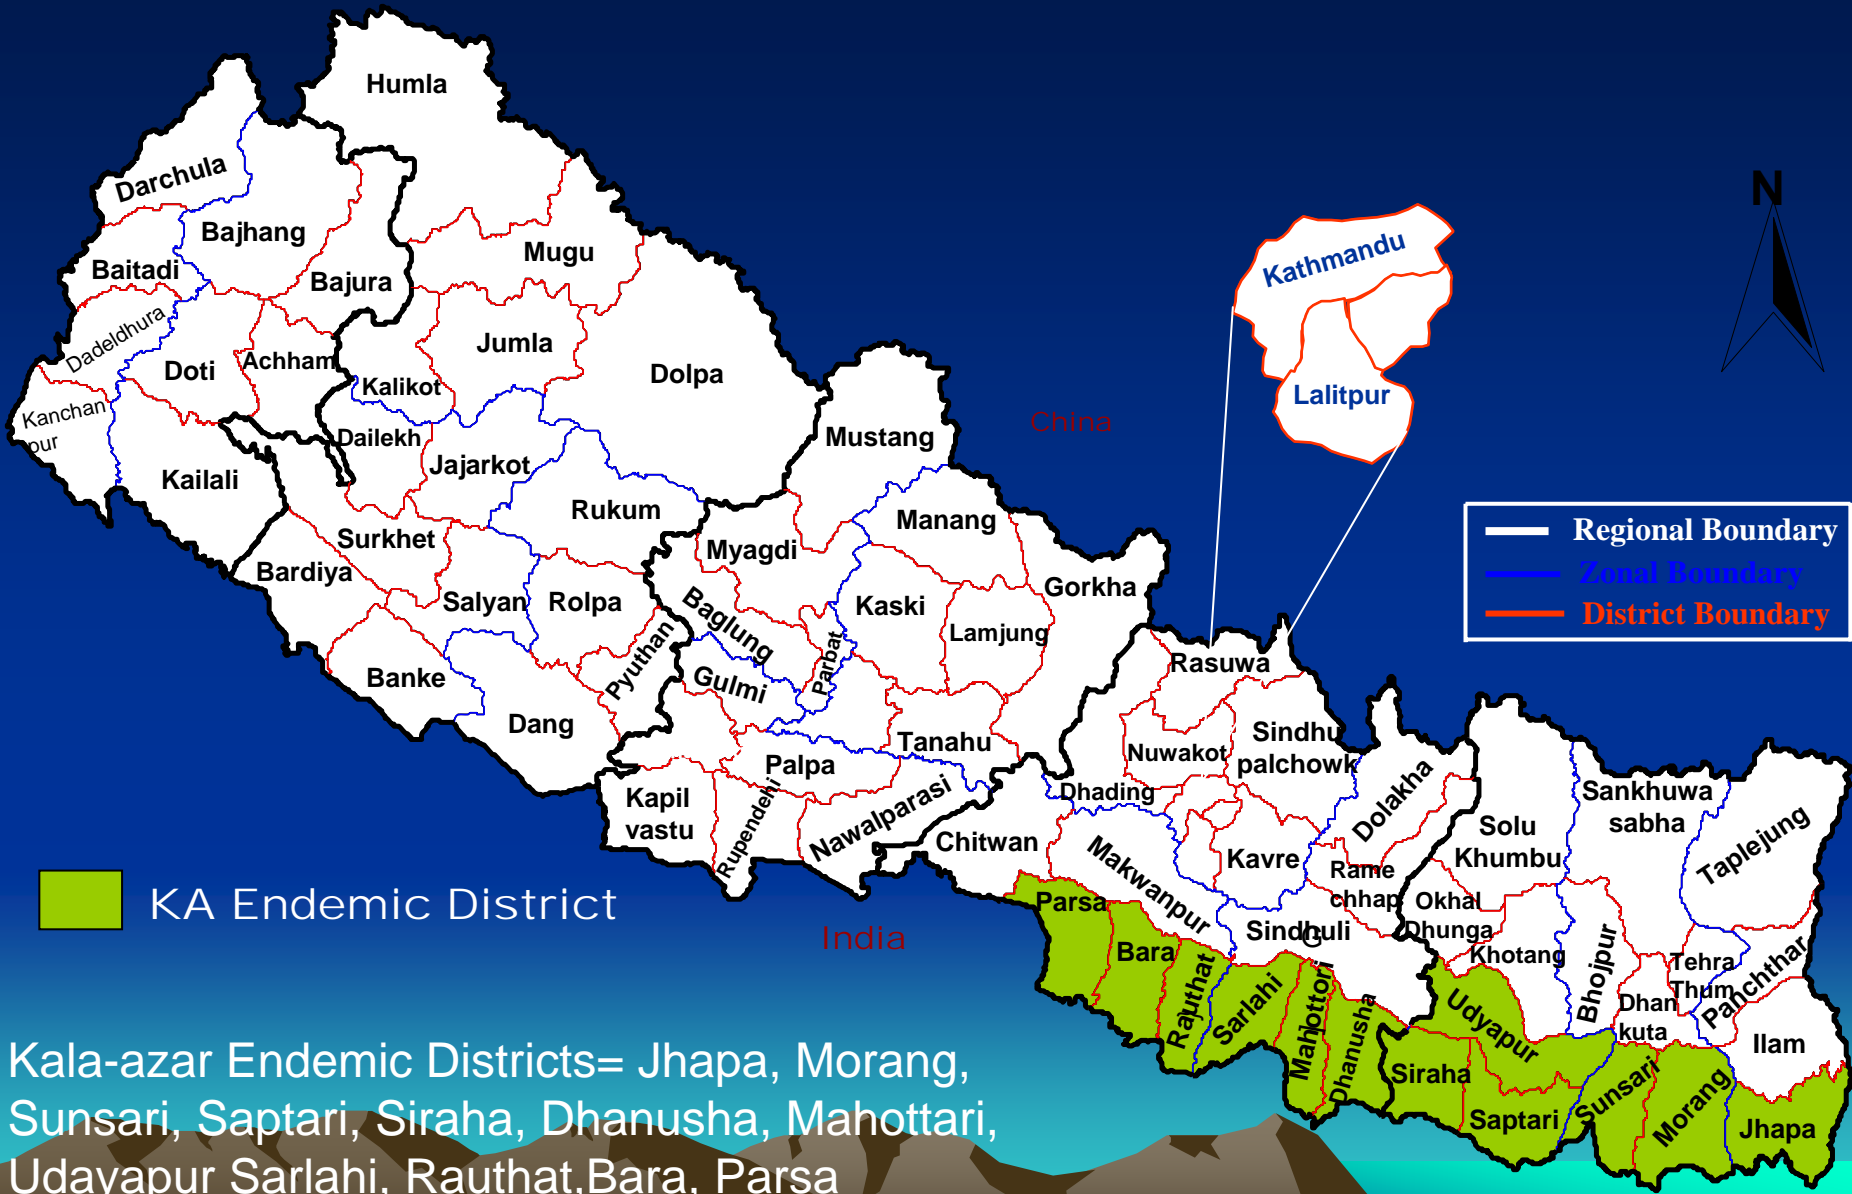 Humla
N
Darchula
Bajhang
Mugu
Kathmandu
Baitadi
Bajura
Dadeldhura
Jumla
Doti
Achham
Kalikot
Dolpa
Lalitpur
Kanchan
pur
Dailekh
China
Mustang
Kailali
Jajarkot
Rukum
Manang
Regional Boundary
Zonal Boundary
District Boundary
Surkhet
Myagdi
Bardiya
Gorkha
Salyan
Rolpa
Baglung
Kaski
Lamjung
Pyuthan
Parbat
Rasuwa
Banke
Gulmi
Dang
Tanahu
Nuwakot
Sindhu
palchowk
Palpa
Dhading
Dolakha
Sankhuwa
sabha
Kapil
vastu
Rupendehi
Nawalparasi
Chitwan
Makwanpur
Kavre
Rame
chhap
Solu
Khumbu
Taplejung
KA Endemic District
India
Parsa
Sindhuli
G
Okhal
Dhunga
Khotang
Bhojpur
Tehra
Thum
Panchthar
Bara
Rauthat
Sarlahi
Mahottori
Dhanusha
Udyapur
Dhan
kuta
Ilam
Siraha
Saptari
Sunsari
Morang
Jhapa
Kala-azar Endemic Districts= Jhapa, Morang,
Sunsari, Saptari, Siraha, Dhanusha, Mahottari,
Udayapur Sarlahi, Rauthat,Bara, Parsa